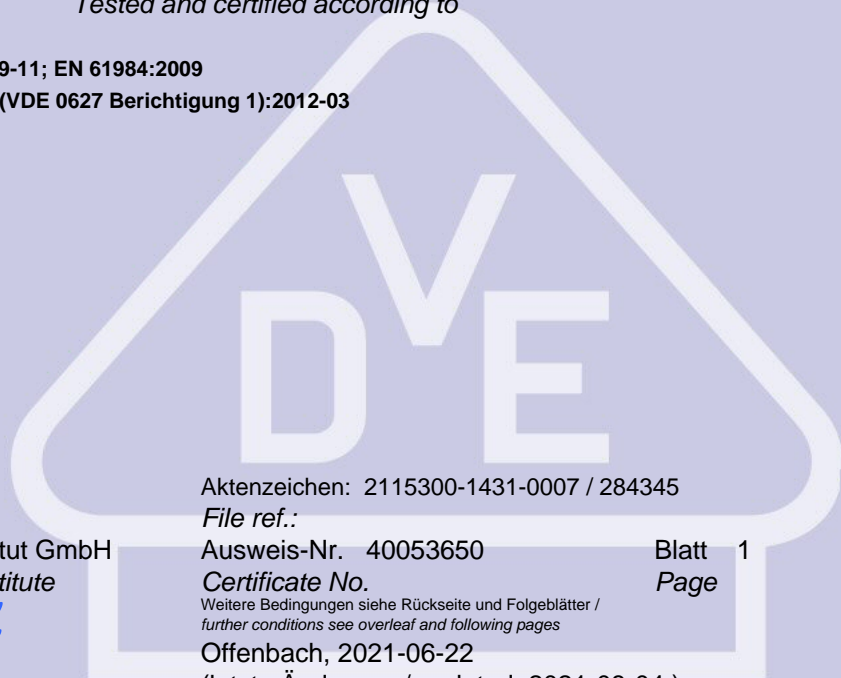 Tested and certified according to
9-11; EN 61984:2009
(VDE 0627 Berichtigung 1):2012-03
VDE
Aktenzeichen: 2115300-1431-0007 / 284345
File ref.:
tut GmbH Ausweis-Nr. 40053650 Blatt 1
titute Certificate No. Page
Weitere Bedingungen siehe Rückseite und Folgeblätter /
further conditions see overleaf and following pages
Offenbach, 2021-06-22